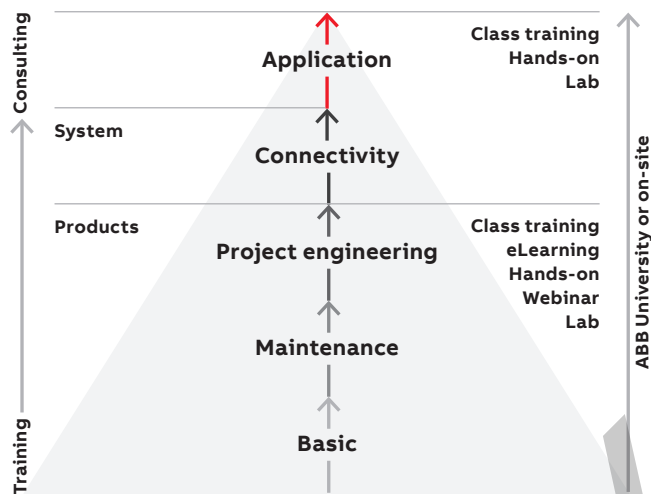 Consulting
Application
Class training
Hands-on
Lab
System
Connectivity
Products
Project engineering
Class training
eLearning
Hands-on
Webinar
Lab
Maintenance
Basic
Training
ABB University or on-site